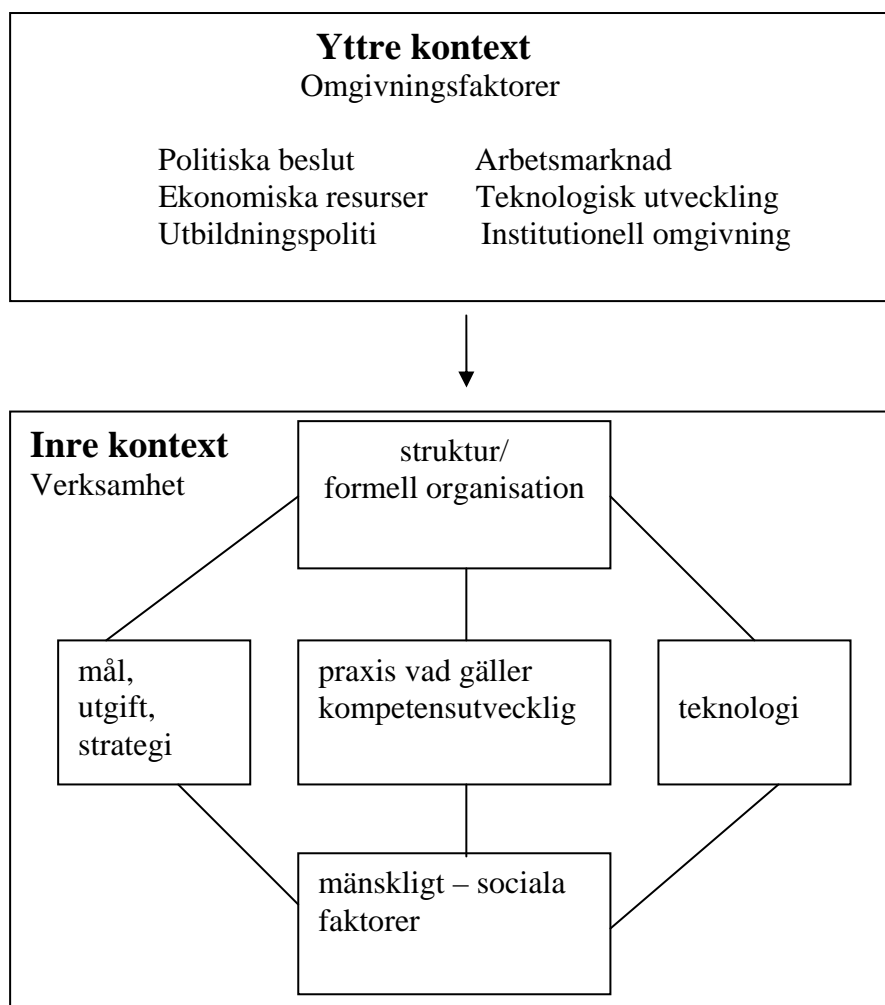 Yttre kontext
Omgivningsfaktorer
Politiska beslut Arbetsmarknad
Ekonomiska resurser Teknologisk utveckling
Utbildningspoliti Institutionell omgivning
Inre kontext
Verksamhet
struktur/
formell organisation
mål,
utgift,
strategi
praxis vad gäller
kompetensutvecklig
teknologi
mänskligt – sociala
faktorer